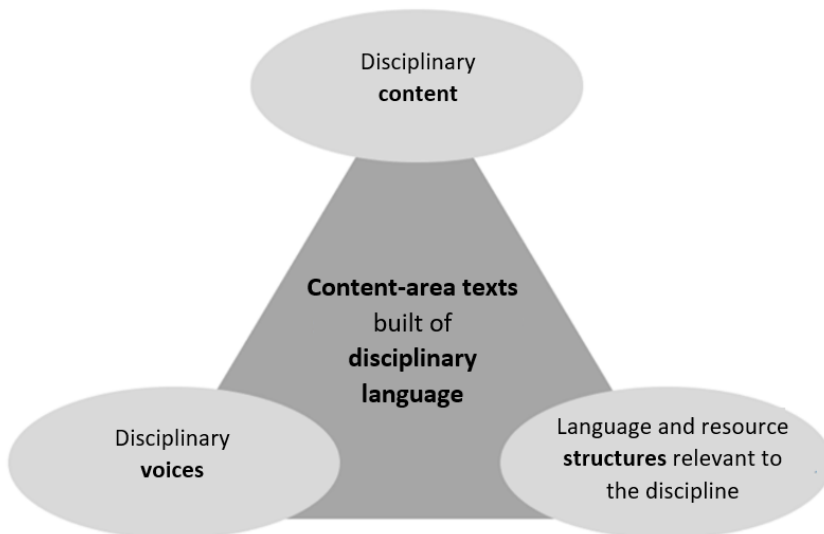 Disciplinary
content
Content-area texts
built of
disciplinary
language
Disciplinary
voices
Language and resource
structures relevant to
the discipline